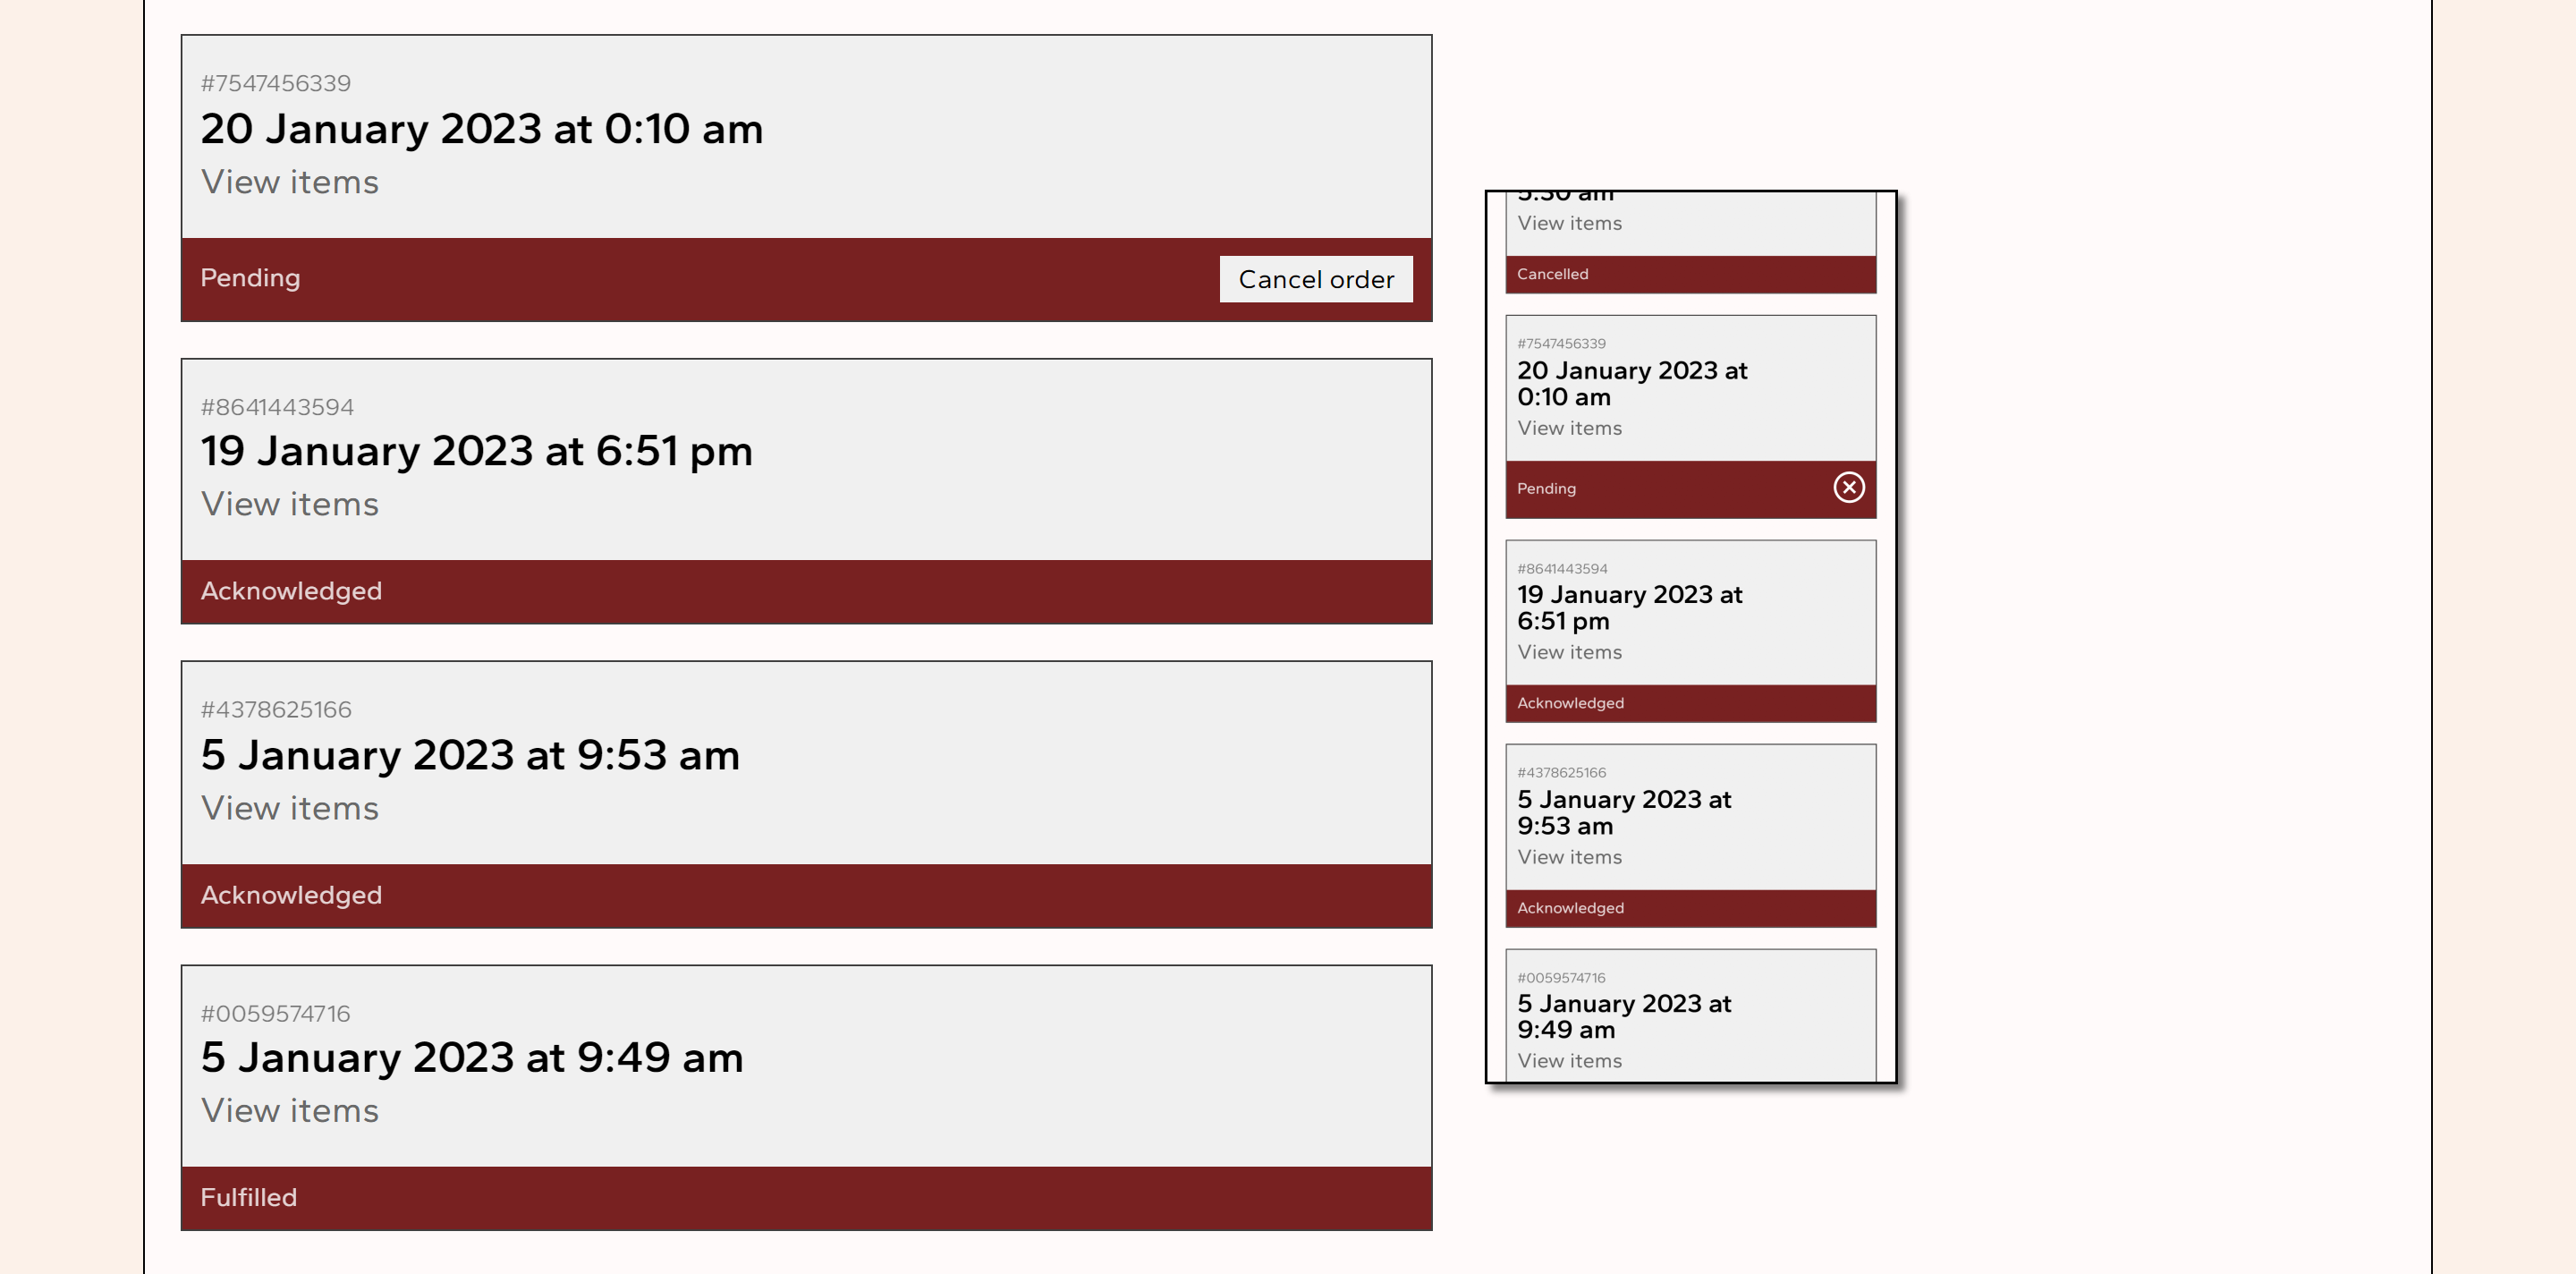 #7547456339
20 January 2023 at 0:10 am
View items
Pending
Cancel order
#8641443594
19 January 2023 at 6:51 pm
View items
Acknowledged
#4378625166
5 January 2023 at 9:53 am
View items
Acknowledged
#0059574716
5 January 2023 at 9:49 am
View items
Fulfilled
5:30 am
View items
Cancelled
#7547456339
20 January 2023 at
0:10 am
View items
Pending
#8641443594
19 January 2023 at
6:51 pm
View items
Acknowledged
#4378625166
5 January 2023 at
9:53 am
View items
Acknowledged
#0059574716
5 January 2023 at
9:49 am
View items